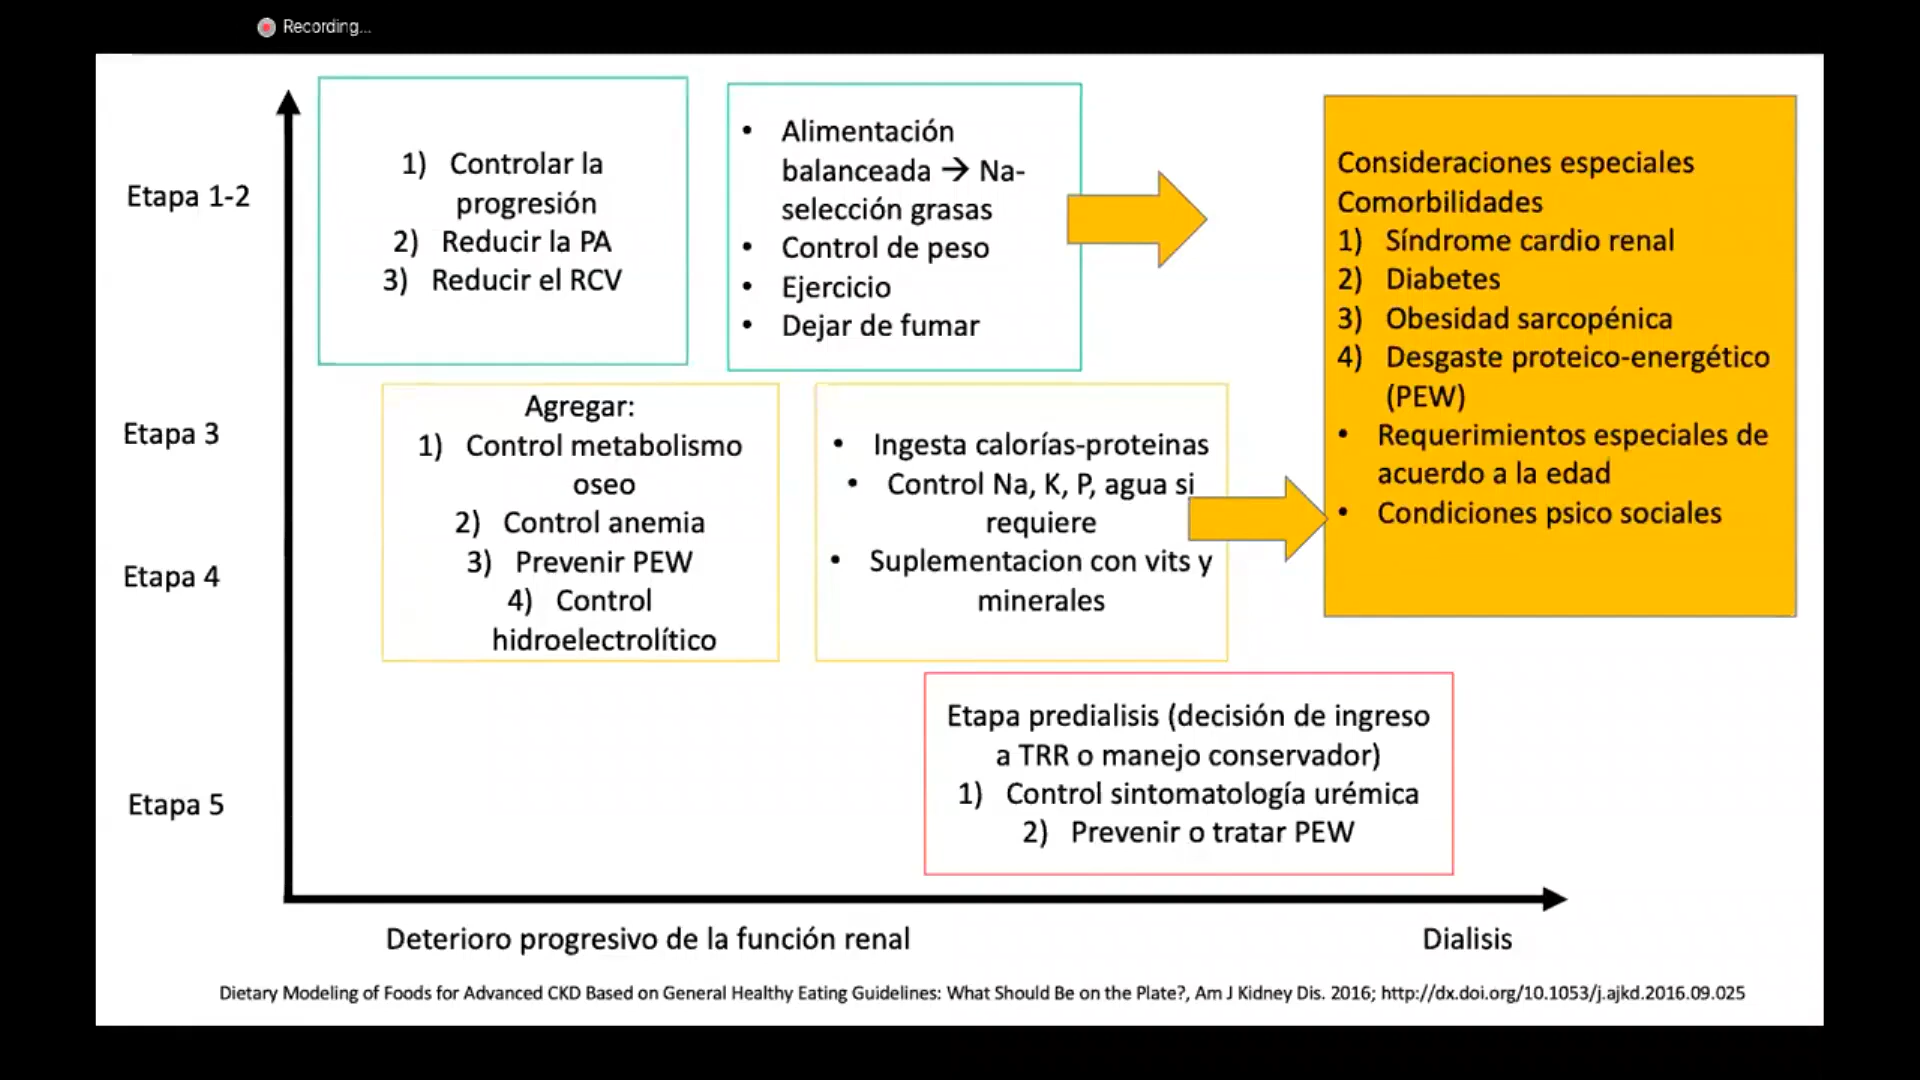 Recording...
Etapa 1-2
1) Controlar la
progresión
2) Reducir la PA
3) Reducir el RCV
• Alimentación
balanceada → Na-
selección grasas
• Control de peso
• Ejercicio
• Dejar de fumar
Consideraciones especiales
Comorbilidades
1) Síndrome cardio renal
2) Diabetes
3) Obesidad sarcopénica
4) Desgaste proteico-energético
(PEW)
• Requerimientos especiales de
acuerdo a la edad
• Condiciones psico sociales
Etapa 3
Etapa 4
Agregar:
1) Control metabolismo
oseo
2) Control anemia
3) Prevenir PEW
4) Control
hidroelectrolítico
• Ingesta calorías-proteinas
• Control Na, K, P, agua si
requiere
• Suplementacion con vits y
minerales
Etapa 5
Etapa predialisis (decisión de ingreso
a TRR o manejo conservador)
1) Control sintomatología urémica
2) Prevenir o tratar PEW
Deterioro progresivo de la función renal
Dialisis
Dietary Modeling of Foods for Advanced CKD Based on General Healthy Eating Guidelines: What Should Be on the Plate?, Am J Kidney Dis. 2016; http://dx.doi.org/10.1053/j.ajkd.2016.09.025